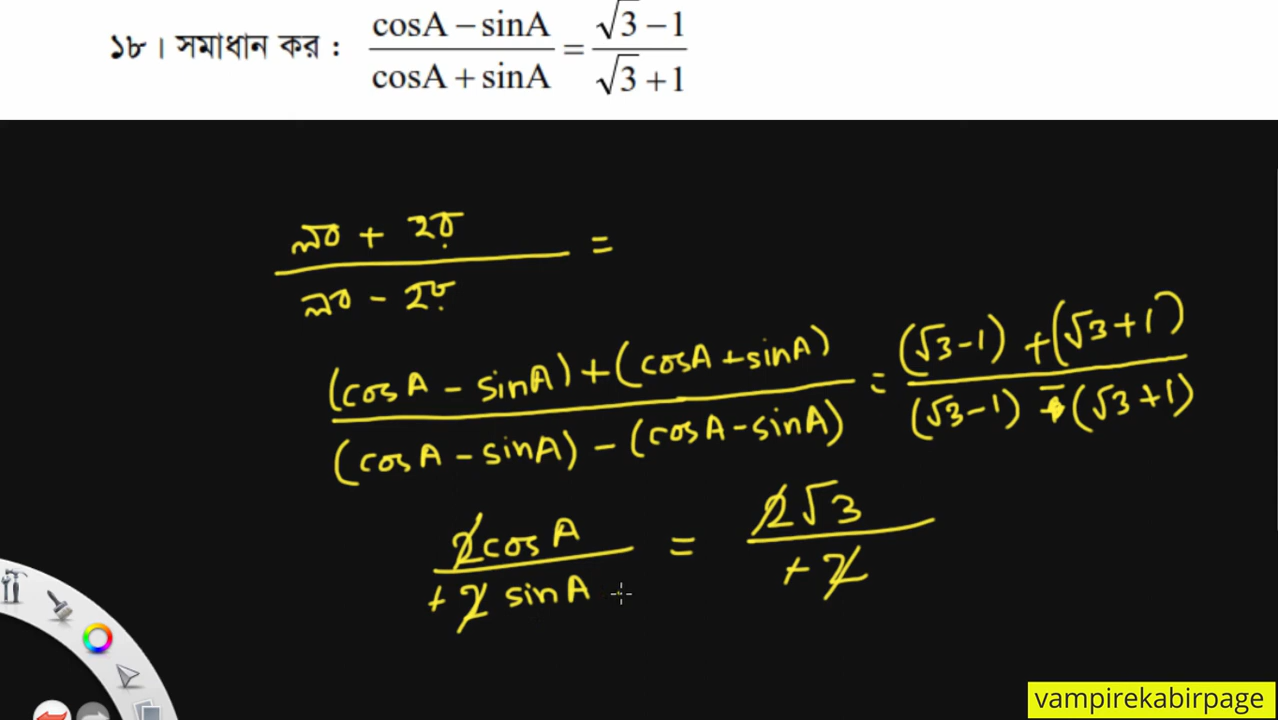 ১৮। সমাধান কর : (cosA − sinA)/(cosA + sinA) = (√3 − 1)/(√3 + 1)
লব + হর
=
লব - হর
(cosA - sinA) + (cosA + sinA) = (√3-1) + (√3+1)
(cosA - sinA) - (cosA - sinA) (√3-1) - (√3+1)
2cosA = 2√3
+ 2 sinA + 2
vampirekabirpage